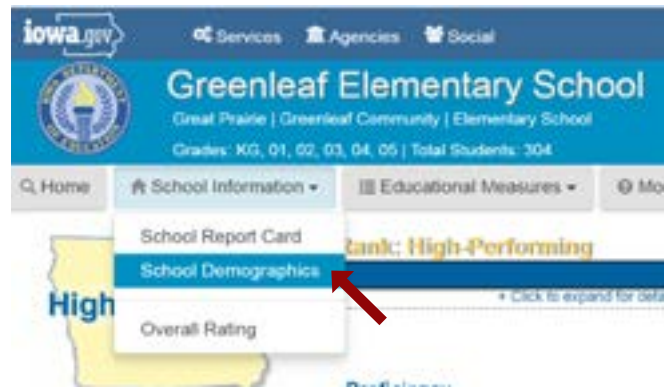 iowa.gov Services Agencies Social
Greenleaf Elementary School
Great Prairie | Greenleaf Community | Elementary School
Grades: KG, 01, 02, 03, 04, 05 | Total Students: 304
Home School Information Educational Measures Mo
School Report Card
Rank: High-Performing
School Demographics
+ Click to expand for deta
High
Overall Rating
Proficiency